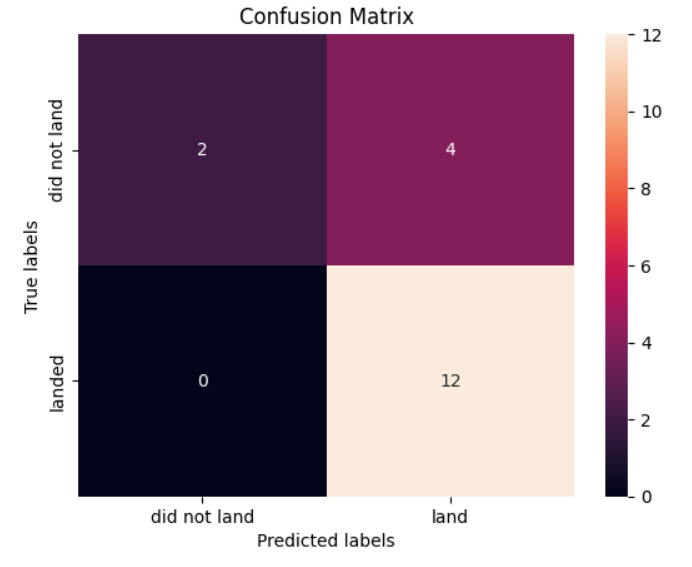 Confusion Matrix
True labels
did not land
landed
2
4
0
12
did not land
land
Predicted labels
12
10
8
6
4
2
0